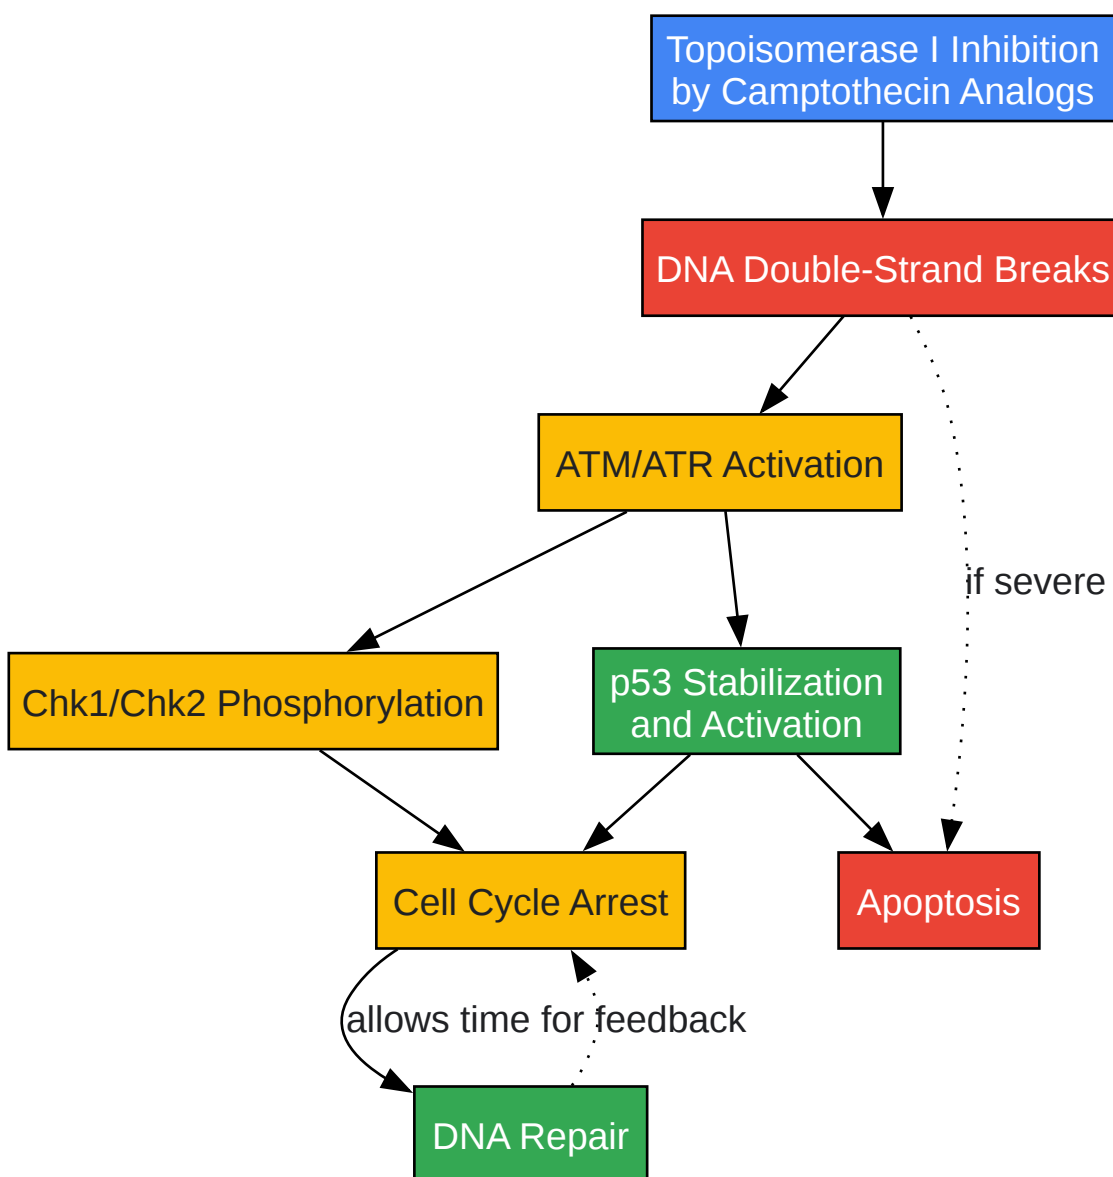 Topoisomerase I Inhibition
by Camptothecin Analogs
DNA Double-Strand Breaks
ATM/ATR Activation
if severe
Chk1/Chk2 Phosphorylation
p53 Stabilization
and Activation
Cell Cycle Arrest
Apoptosis
allows time for
feedback
DNA Repair